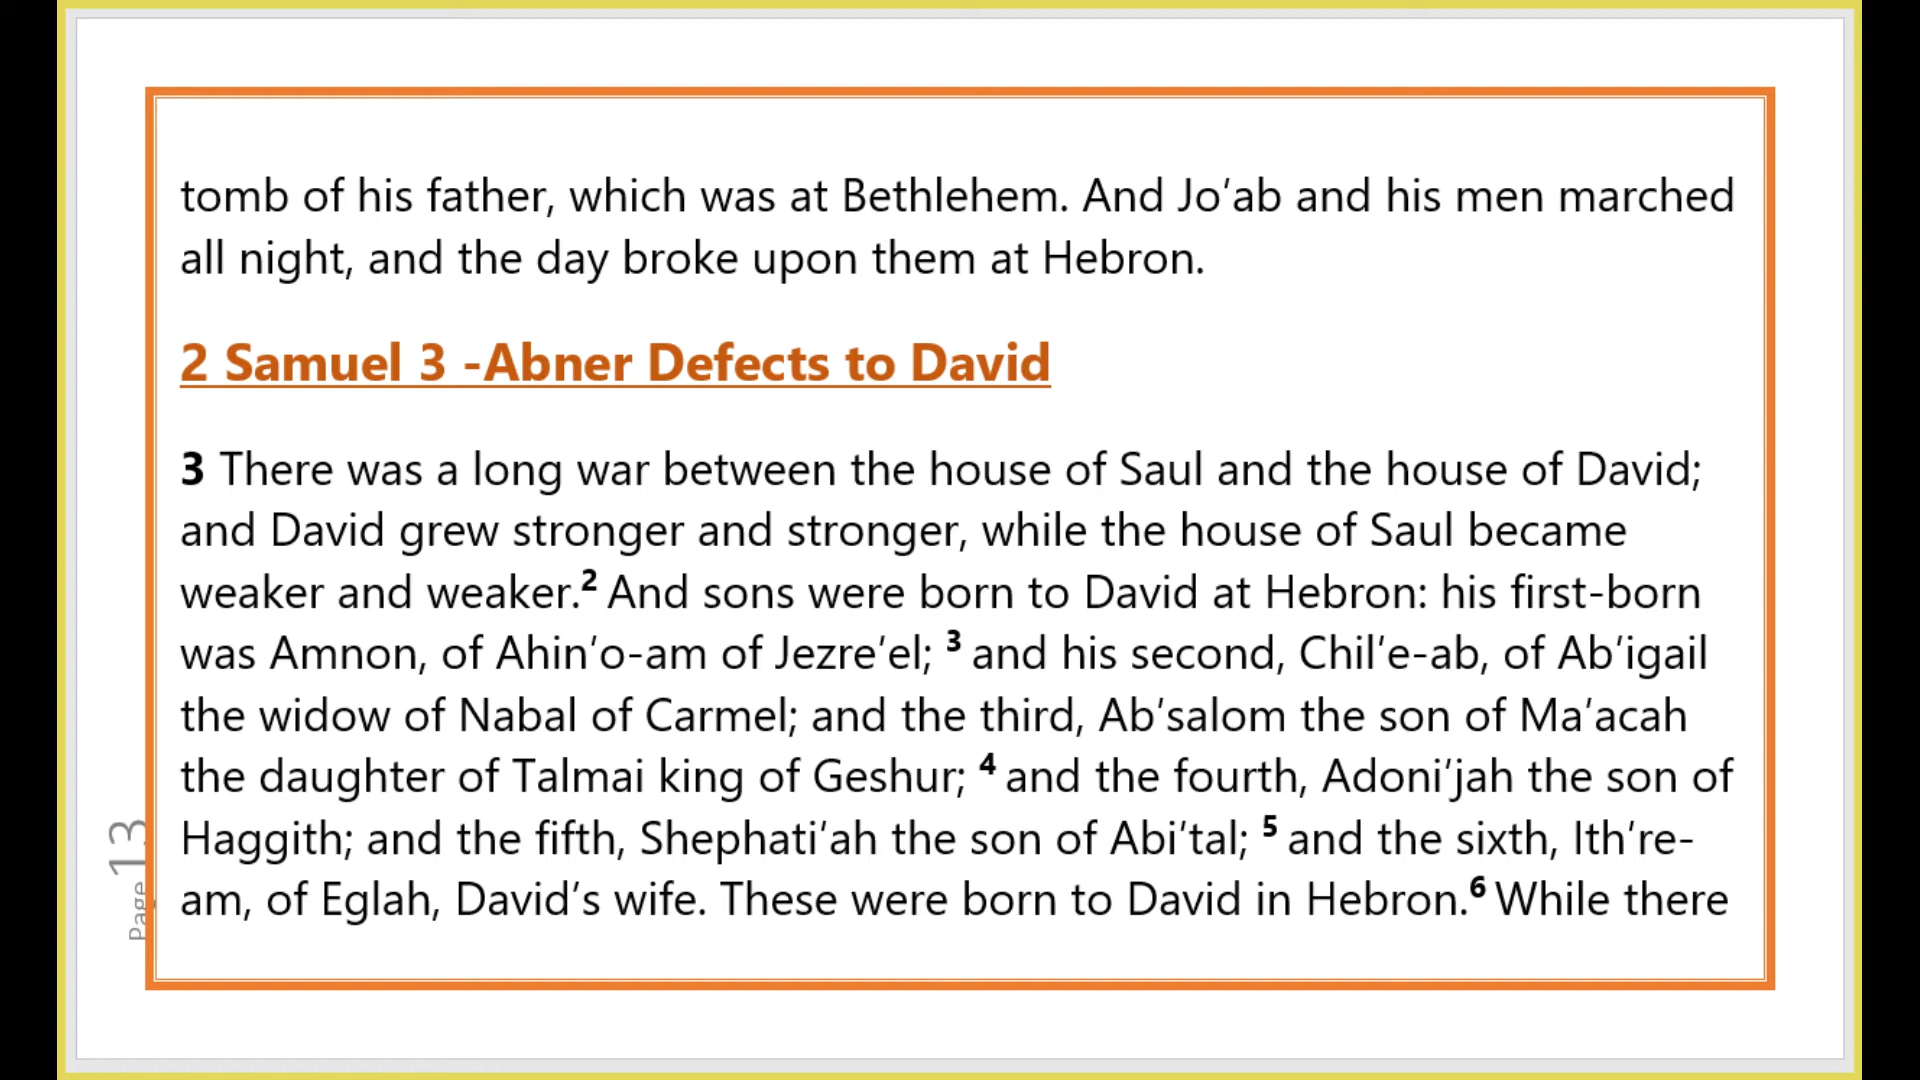 tomb of his father, which was at Bethlehem. And Jo′ab and his men marched
all night, and the day broke upon them at Hebron.
2 Samuel 3 -Abner Defects to David
3 There was a long war between the house of Saul and the house of David;
and David grew stronger and stronger, while the house of Saul became
weaker and weaker.² And sons were born to David at Hebron: his first-born
was Amnon, of Ahin′o-am of Jezre′el; ³ and his second, Chil′e-ab, of Ab′igail
the widow of Nabal of Carmel; and the third, Ab′salom the son of Ma′acah
the daughter of Talmai king of Geshur; ⁴ and the fourth, Adoni′jah the son of
Haggith; and the fifth, Shephati′ah the son of Abi′tal; ⁵ and the sixth, Ith′re-
am, of Eglah, David’s wife. These were born to David in Hebron.⁶ While there
Page 13